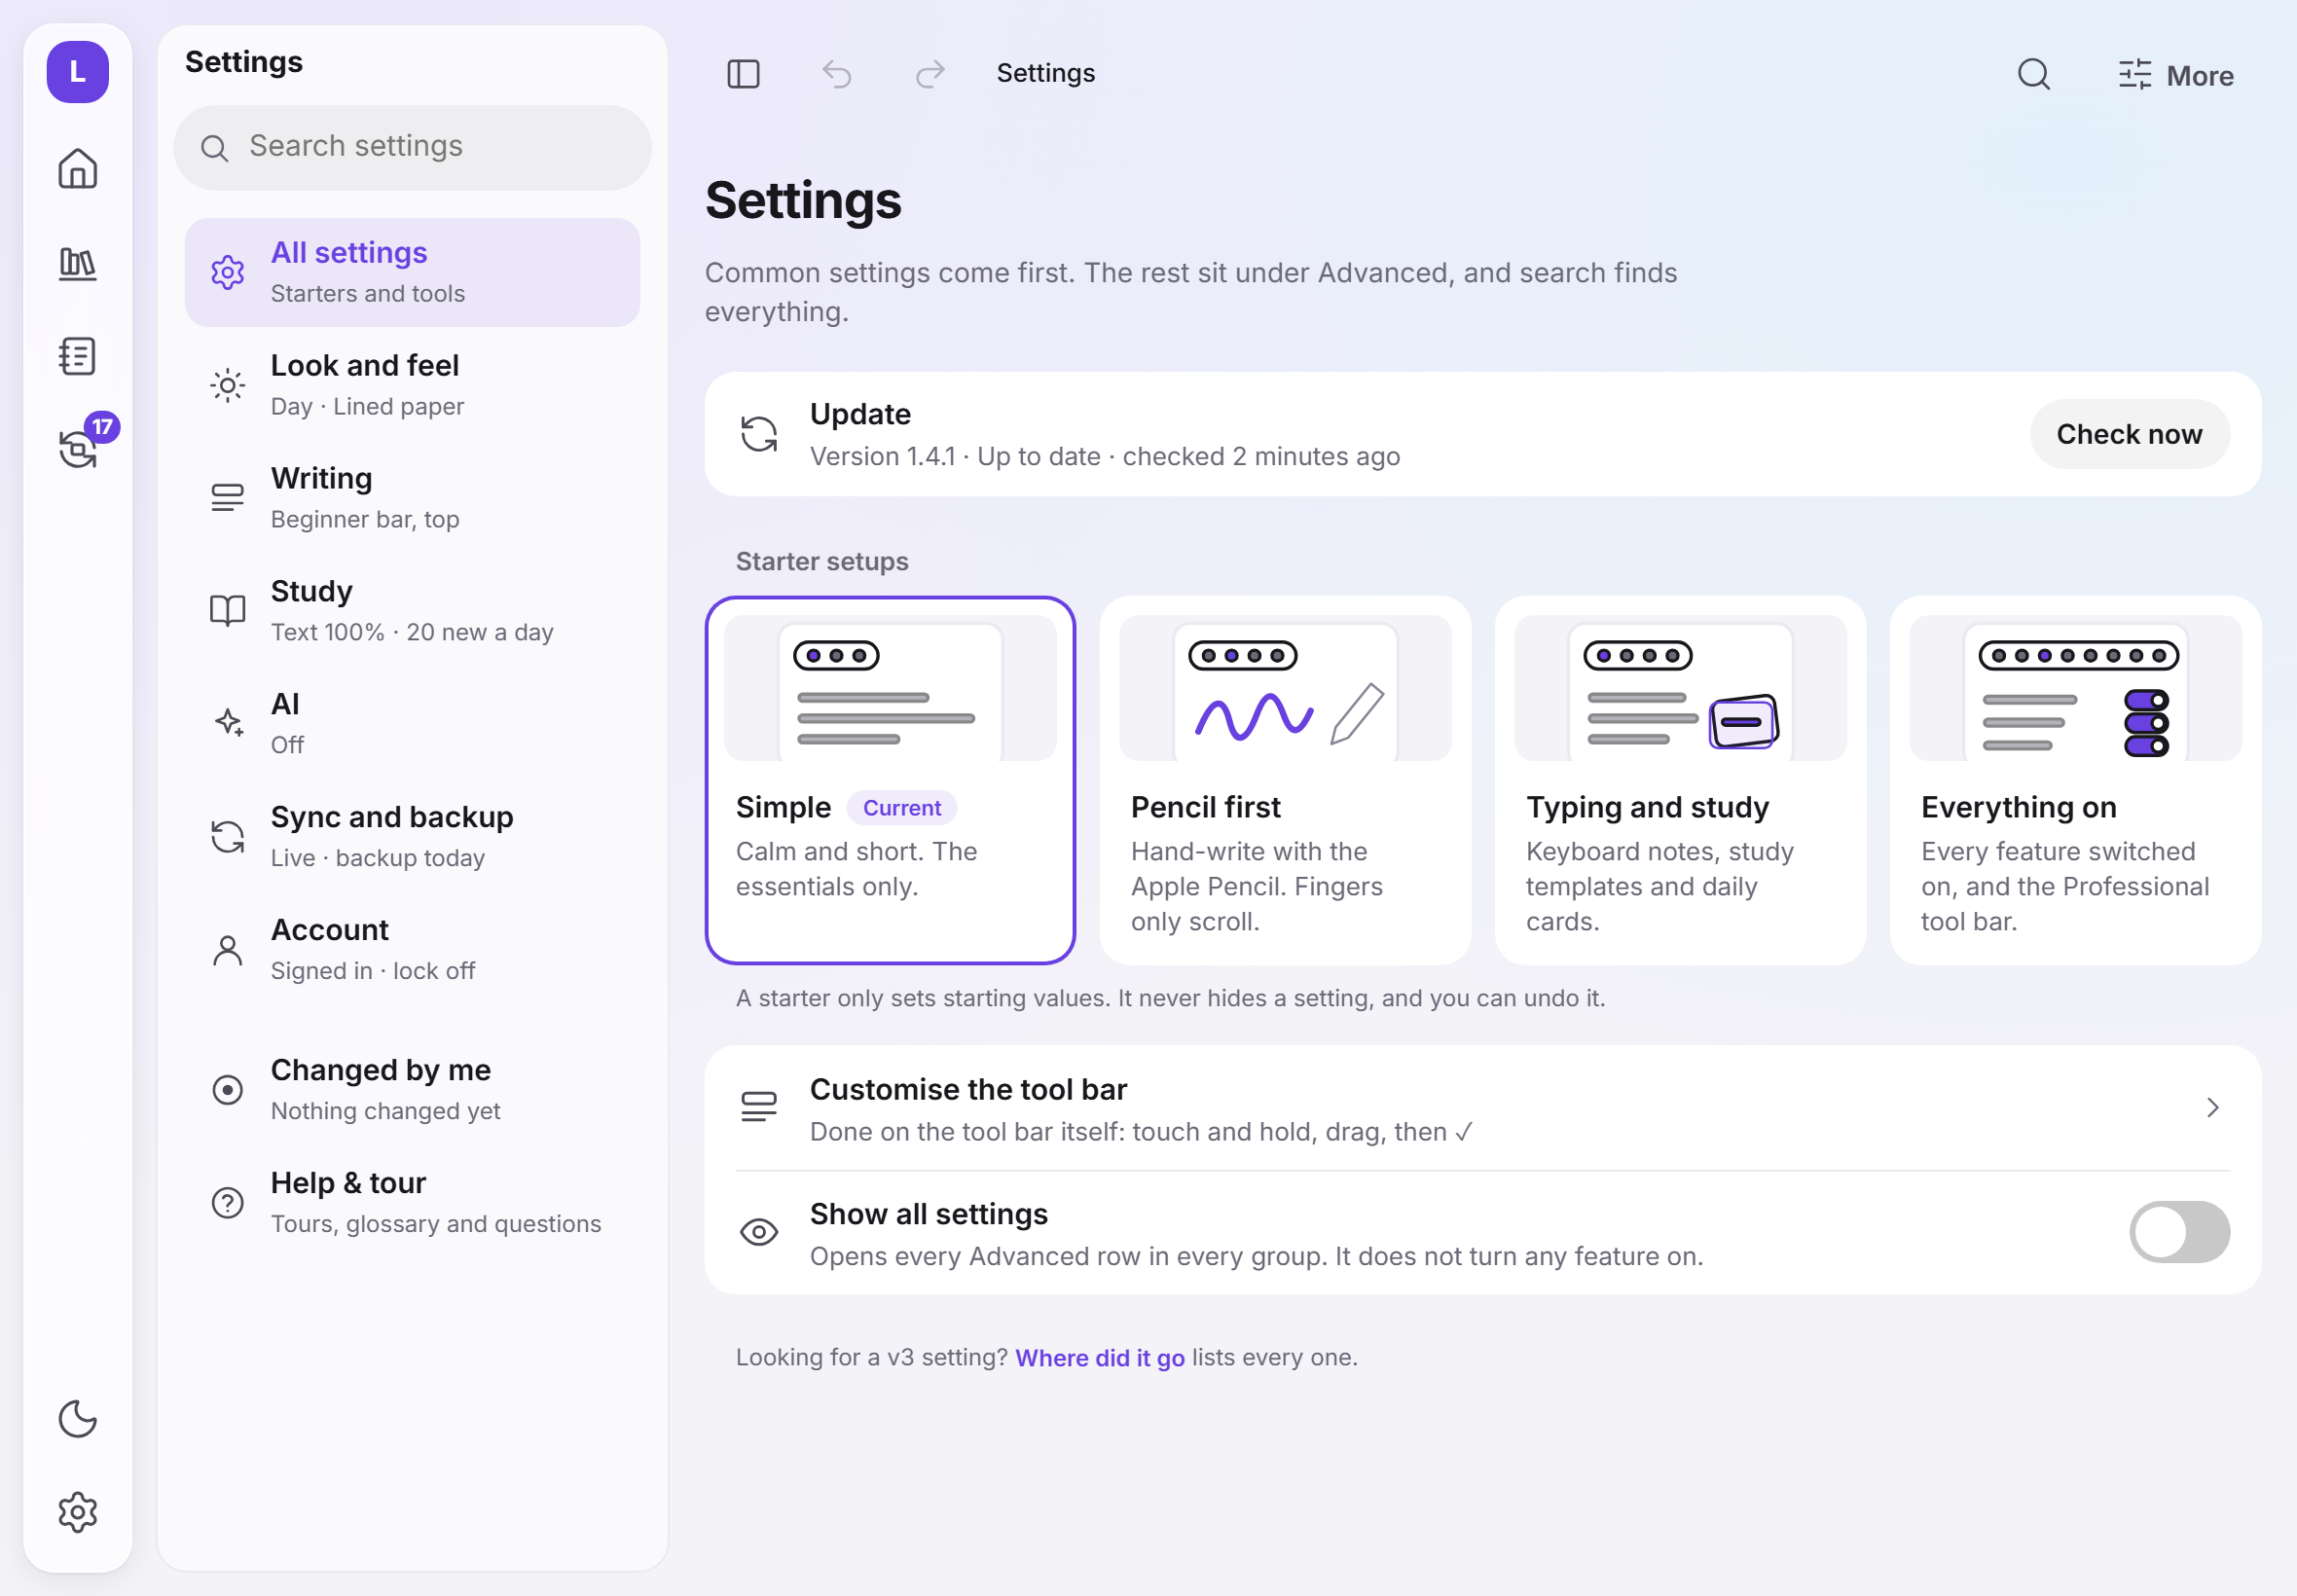 L
17
Settings
Search settings
All settings
Starters and tools
Look and feel
Day · Lined paper
Writing
Beginner bar, top
Study
Text 100% · 20 new a day
AI
Off
Sync and backup
Live · backup today
Account
Signed in · lock off
Changed by me
Nothing changed yet
Help & tour
Tours, glossary and questions
Settings
More
Settings
Common settings come first. The rest sit under Advanced, and search finds
everything.
Update
Version 1.4.1 · Up to date · checked 2 minutes ago
Check now
Starter setups
Simple Current
Calm and short. The
essentials only.
Pencil first
Hand-write with the
Apple Pencil. Fingers
only scroll.
Typing and study
Keyboard notes, study
templates and daily
cards.
Everything on
Every feature switched
on, and the Professional
tool bar.
A starter only sets starting values. It never hides a setting, and you can undo it.
Customise the tool bar
Done on the tool bar itself: touch and hold, drag, then ✓
Show all settings
Opens every Advanced row in every group. It does not turn any feature on.
Looking for a v3 setting? Where did it go lists every one.